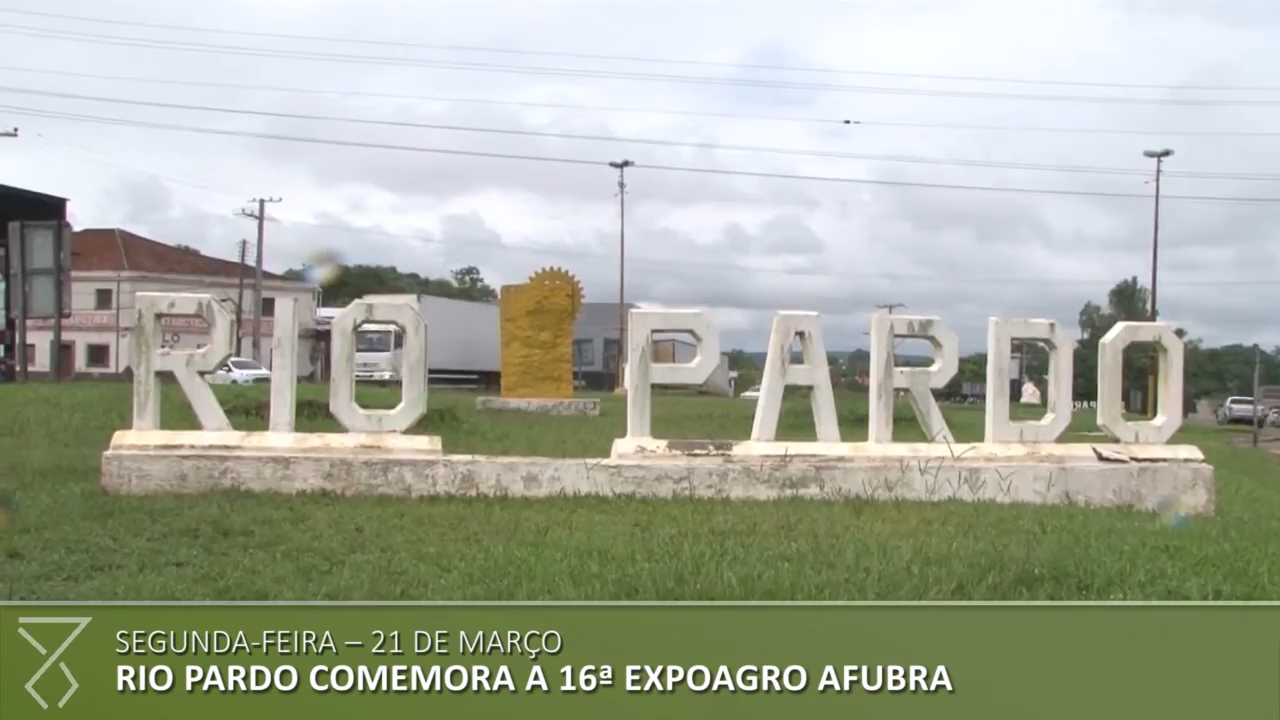 RIO PARDO
SEGUNDA-FEIRA – 21 DE MARÇO
RIO PARDO COMEMORA A 16ª EXPOAGRO AFUBRA